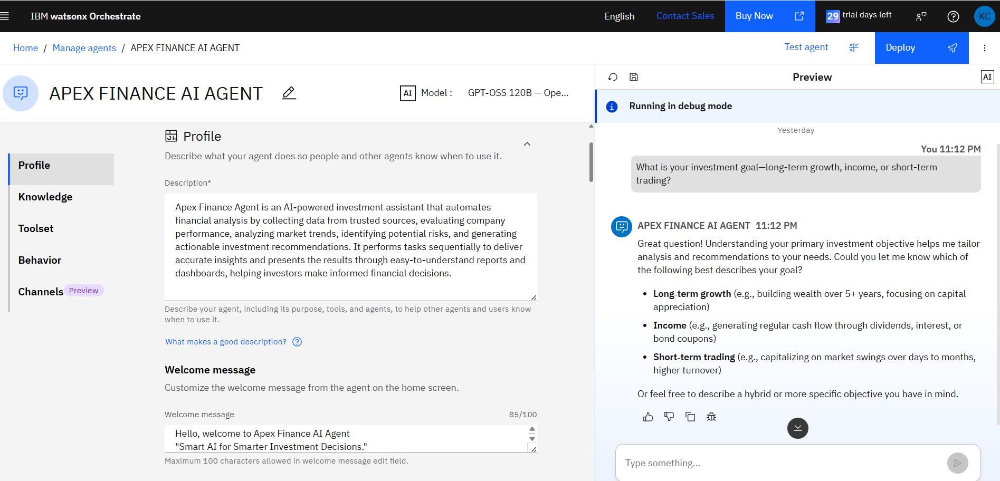 IBM watsonx Orchestrate
English
Contact Sales
Buy Now
29 trial days left
KC
Home / Manage agents / APEX FINANCE AI AGENT
Test agent
Deploy
APEX FINANCE AI AGENT
AI Model :
GPT-OSS 120B — Ope...
Profile
Knowledge
Toolset
Behavior
Channels Preview
Profile
Describe what your agent does so people and other agents know when to use it.
Description*
Apex Finance Agent is an AI-powered investment assistant that automates
financial analysis by collecting data from trusted sources, evaluating company
performance, analyzing market trends, identifying potential risks, and generating
actionable investment recommendations. It performs tasks sequentially to deliver
accurate insights and presents the results through easy-to-understand reports and
dashboards, helping investors make informed financial decisions.
Describe your agent, including its purpose, tools, and agents, to help other agents and users know
when to use it.
What makes a good description?
Welcome message
Customize the welcome message from the agent on the home screen.
Welcome message
85/100
Hello, welcome to Apex Finance AI Agent
"Smart AI for Smarter Investment Decisions."
Maximum 100 characters allowed in welcome message edit field.
Preview
AI
Running in debug mode
Yesterday
You 11:12 PM
What is your investment goal—long-term growth, income, or short-term
trading?
APEX FINANCE AI AGENT 11:12 PM
Great question! Understanding your primary investment objective helps me tailor
analysis and recommendations to your needs. Could you let me know which of
the following best describes your goal?
• Long-term growth (e.g., building wealth over 5+ years, focusing on capital
appreciation)
• Income (e.g., generating regular cash flow through dividends, interest, or
bond coupons)
• Short-term trading (e.g., capitalizing on market swings over days to months,
higher turnover)
Or feel free to describe a hybrid or more specific objective you have in mind.
Type something...